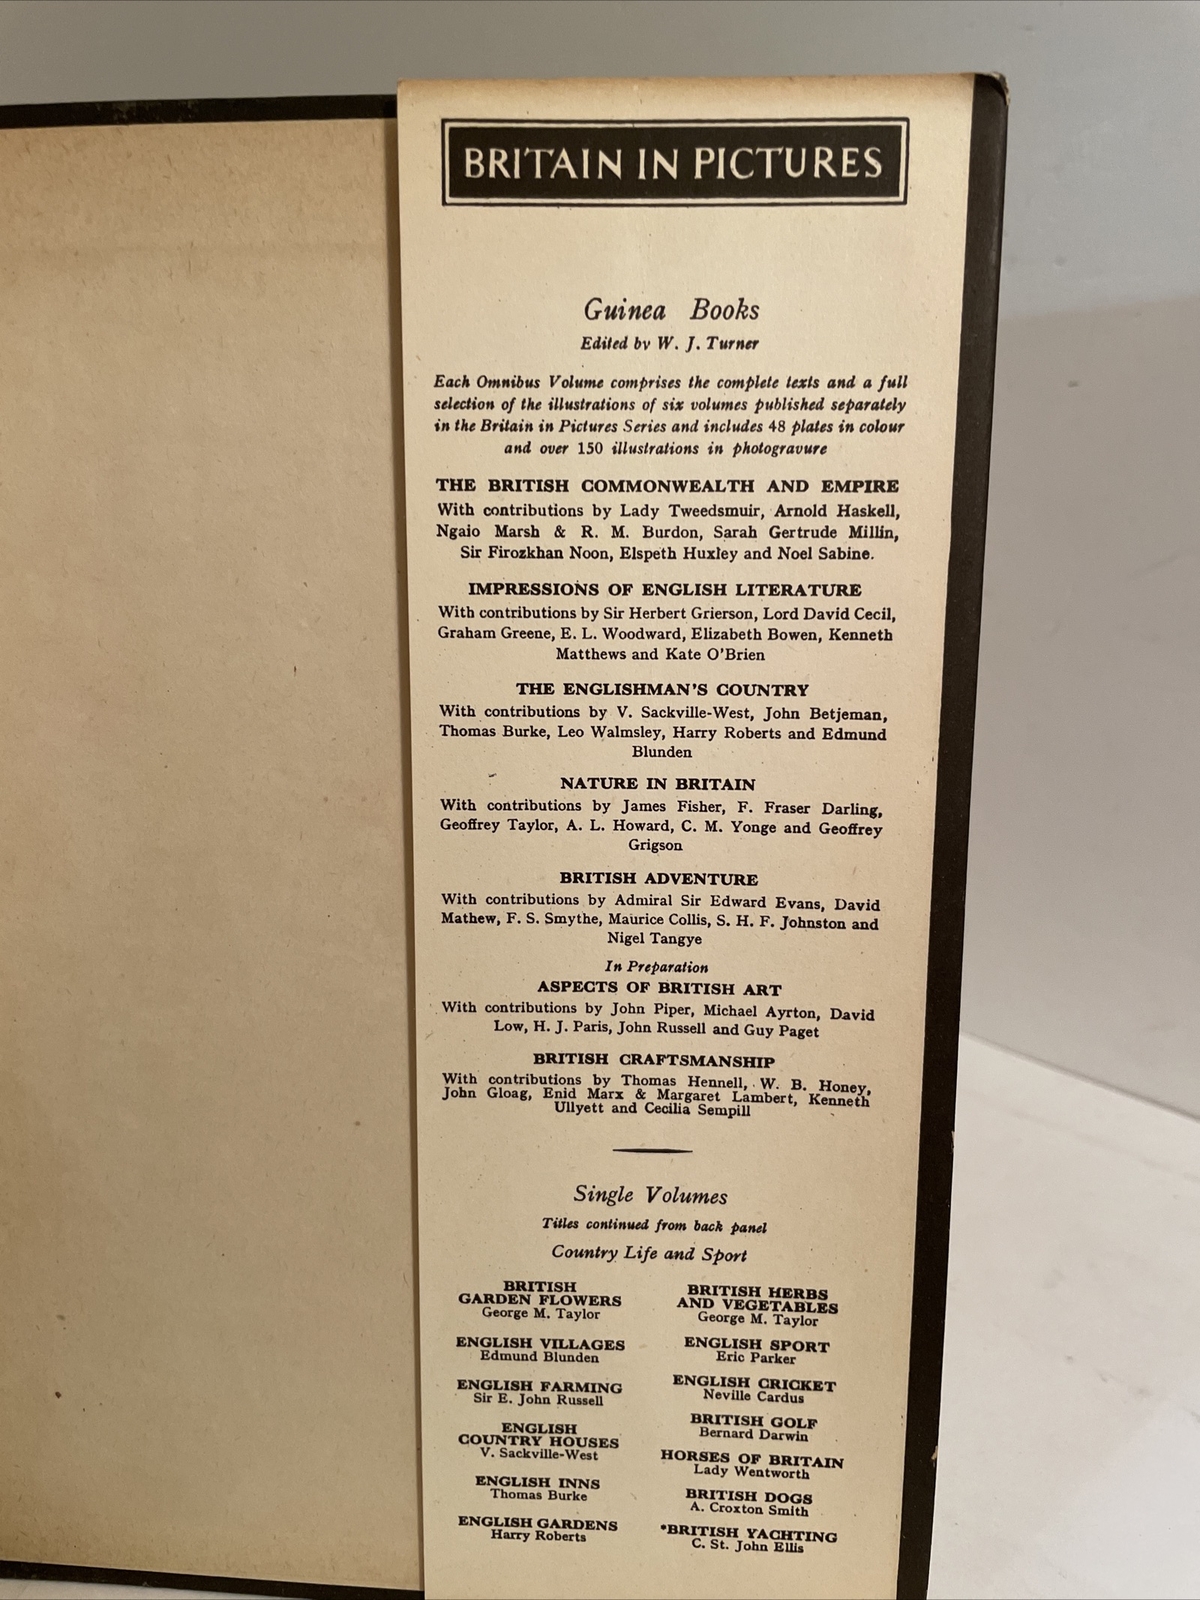 BRITAIN IN PICTURES
Guinea Books
Edited by W. J. Turner
Each Omnibus Volume comprises the complete texts and a full
selection of the illustrations of six volumes published separately
in the Britain in Pictures Series and includes 48 plates in colour
and over 150 illustrations in photogravure
THE BRITISH COMMONWEALTH AND EMPIRE
With contributions by Lady Tweedsmuir, Arnold Haskell,
Ngaio Marsh & R. M. Burdon, Sarah Gertrude Millin,
Sir Firozkhan Noon, Elspeth Huxley and Noel Sabine.
IMPRESSIONS OF ENGLISH LITERATURE
With contributions by Sir Herbert Grierson, Lord David Cecil,
Graham Greene, E. L. Woodward, Elizabeth Bowen, Kenneth
Matthews and Kate O'Brien
THE ENGLISHMAN'S COUNTRY
With contributions by V. Sackville-West, John Betjeman,
Thomas Burke, Leo Walmsley, Harry Roberts and Edmund
Blunden
NATURE IN BRITAIN
With contributions by James Fisher, F. Fraser Darling,
Geoffrey Taylor, A. L. Howard, C. M. Yonge and Geoffrey
Grigson
BRITISH ADVENTURE
With contributions by Admiral Sir Edward Evans, David
Mathew, F. S. Smythe, Maurice Collis, S. H. F. Johnston and
Nigel Tangye
In Preparation
ASPECTS OF BRITISH ART
With contributions by John Piper, Michael Ayrton, David
Low, H. J. Paris, John Russell and Guy Paget
BRITISH CRAFTSMANSHIP
With contributions by Thomas Hennell, W. B. Honey,
John Gloag, Enid Marx & Margaret Lambert, Kenneth
Ullyett and Cecilia Sempill
Single Volumes
Titles continued from back panel
Country Life and Sport
BRITISH
GARDEN FLOWERS
George M. Taylor
ENGLISH VILLAGES
Edmund Blunden
ENGLISH FARMING
Sir E. John Russell
ENGLISH
COUNTRY HOUSES
V. Sackville-West
ENGLISH INNS
Thomas Burke
ENGLISH GARDENS
Harry Roberts
BRITISH HERBS
AND VEGETABLES
George M. Taylor
ENGLISH SPORT
Eric Parker
ENGLISH CRICKET
Neville Cardus
BRITISH GOLF
Bernard Darwin
HORSES OF BRITAIN
Lady Wentworth
BRITISH DOGS
A. Croxton Smith
*BRITISH YACHTING
C. St. John Ellis